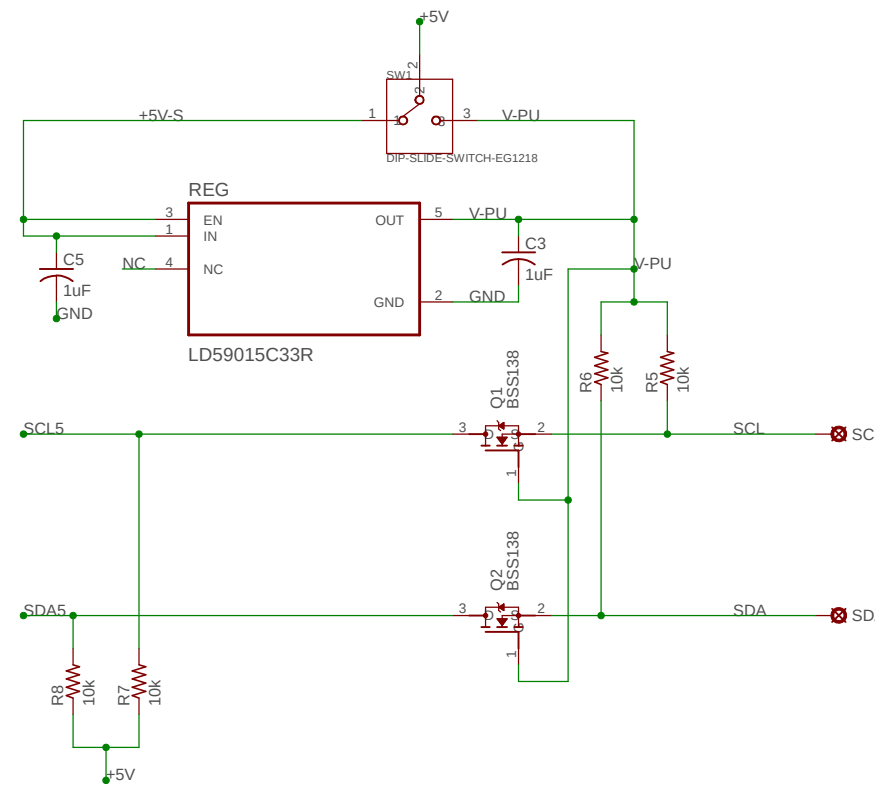 +5V
SW1
2
2
+5V-S
1
1
3
3
V-PU
DIP-SLIDE-SWITCH-EG1218
REG
3
EN
1
IN
NC
4
NC
OUT
5
V-PU
GND
2
GND
LD59015C33R
C5
1uF
GND
C3
1uF
V-PU
R6
10k
R5
10k
Q1
BSS138
SCL5
3
D
S
G
2
1
SCL
SC
Q2
BSS138
SDA5
3
D
S
G
2
1
SDA
SD
R8
10k
R7
10k
+5V